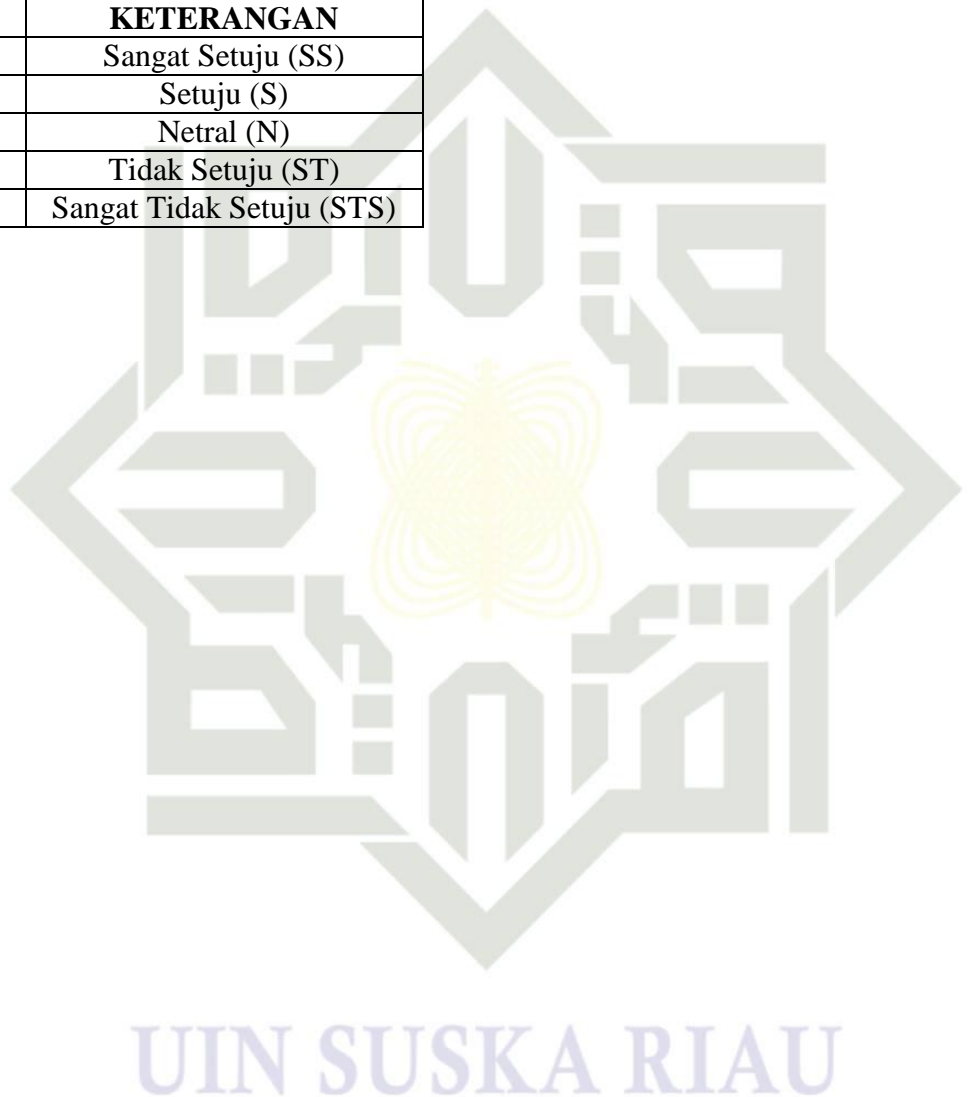 KETERANGAN
Sangat Setuju (SS)
Setuju (S)
Netral (N)
Tidak Setuju (ST)
Sangat Tidak Setuju (STS)
UIN SUSKA RIAU